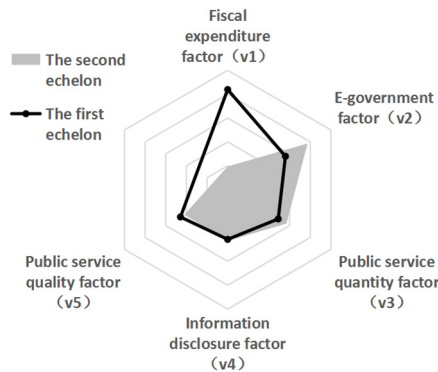 Fiscal
expenditure
factor（v1）
The second
echelon
The first
echelon
E-government
factor（v2）
Public service
quality factor
（v5）
Public service
quantity factor
（v3）
Information
disclosure factor
（v4）